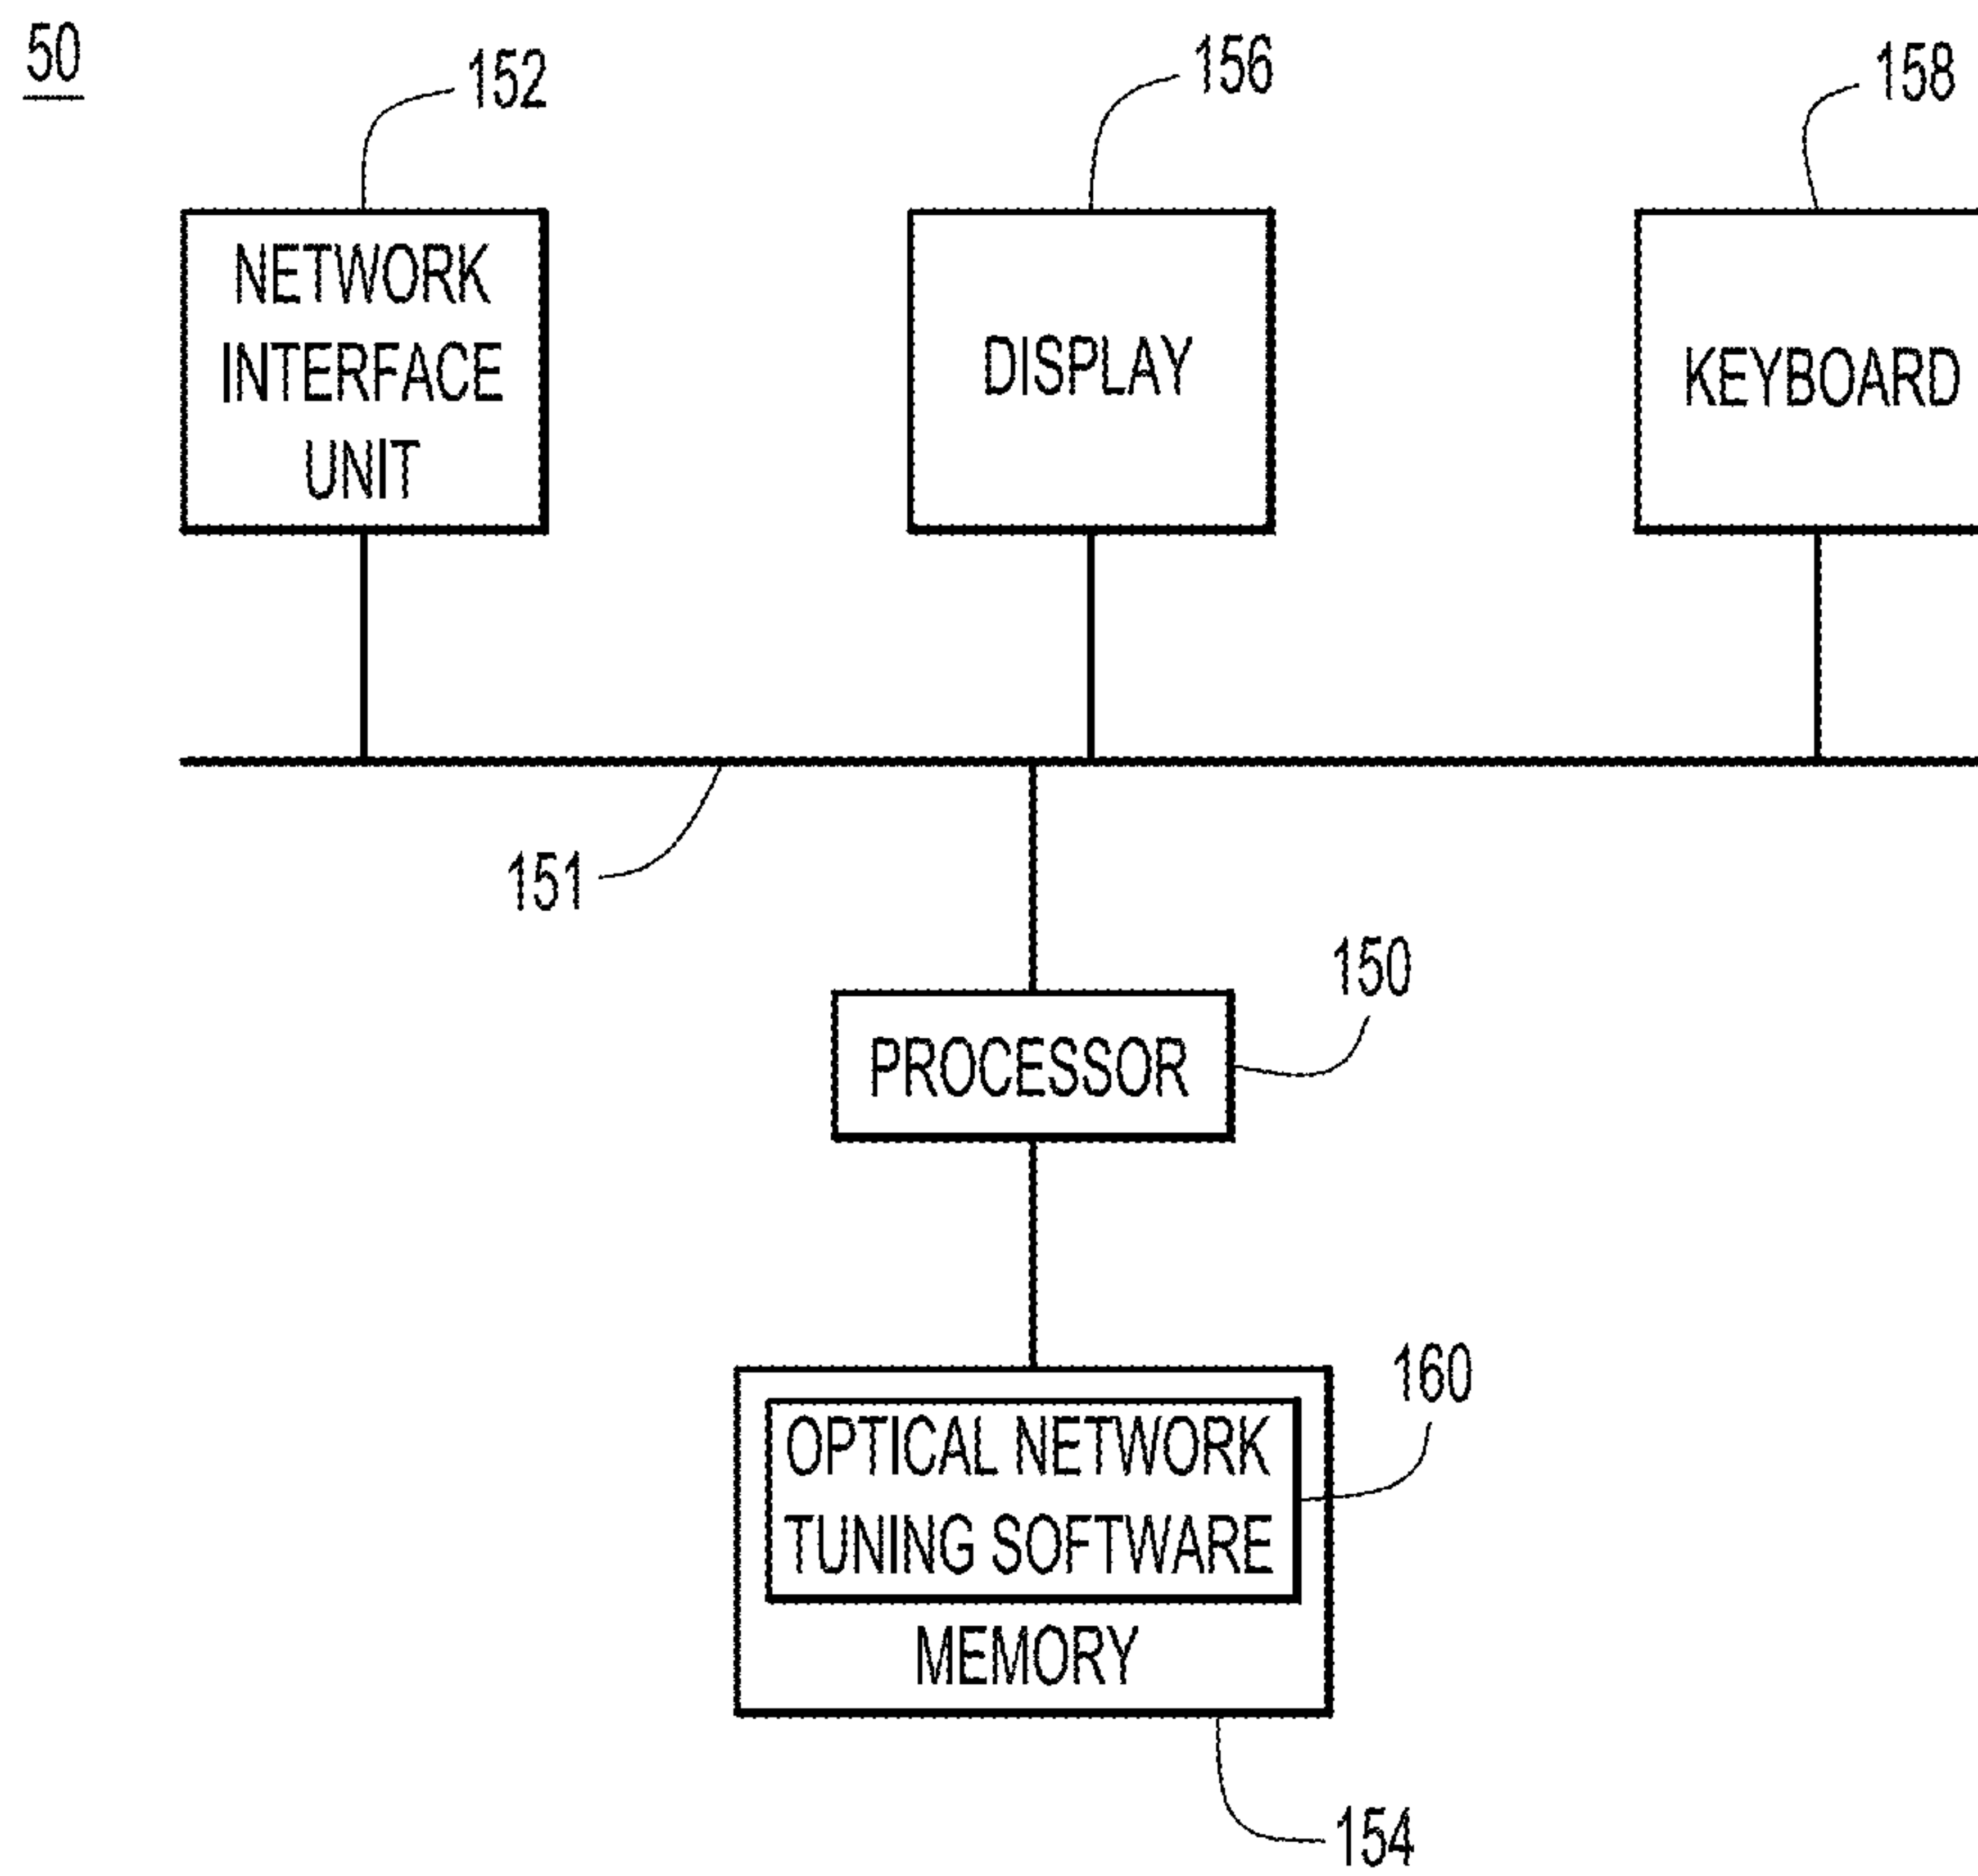 50
152
156
158
NETWORK
INTERFACE
UNIT
DISPLAY
KEYBOARD
151
150
PROCESSOR
160
OPTICAL NETWORK
TUNING SOFTWARE
MEMORY
154